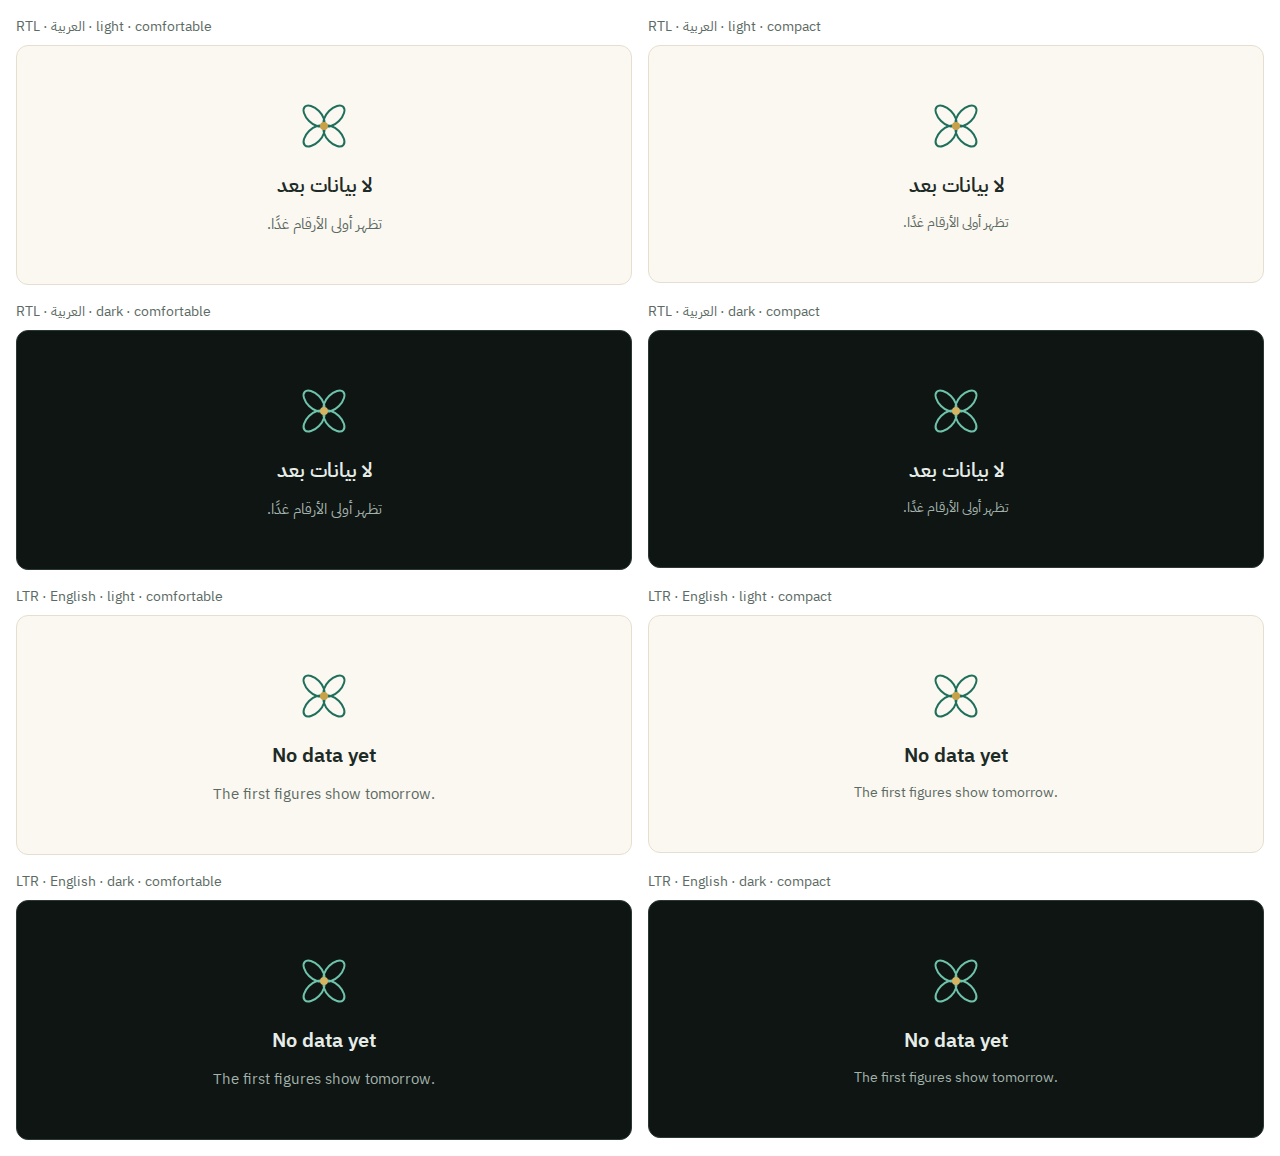 RTL · العربية · light · comfortable
لا بيانات بعد
تظهر أولى الأرقام غدًا.
RTL · العربية · light · compact
لا بيانات بعد
تظهر أولى الأرقام غدًا.
RTL · العربية · dark · comfortable
لا بيانات بعد
تظهر أولى الأرقام غدًا.
RTL · العربية · dark · compact
لا بيانات بعد
تظهر أولى الأرقام غدًا.
LTR · English · light · comfortable
No data yet
The first figures show tomorrow.
LTR · English · light · compact
No data yet
The first figures show tomorrow.
LTR · English · dark · comfortable
No data yet
The first figures show tomorrow.
LTR · English · dark · compact
No data yet
The first figures show tomorrow.